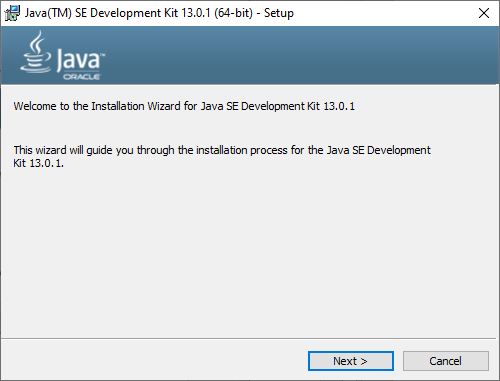 Java(TM) SE Development Kit 13.0.1 (64-bit) - Setup
Java™
ORACLE
Welcome to the Installation Wizard for Java SE Development Kit 13.0.1
This wizard will guide you through the installation process for the Java SE Development
Kit 13.0.1.
Next >
Cancel